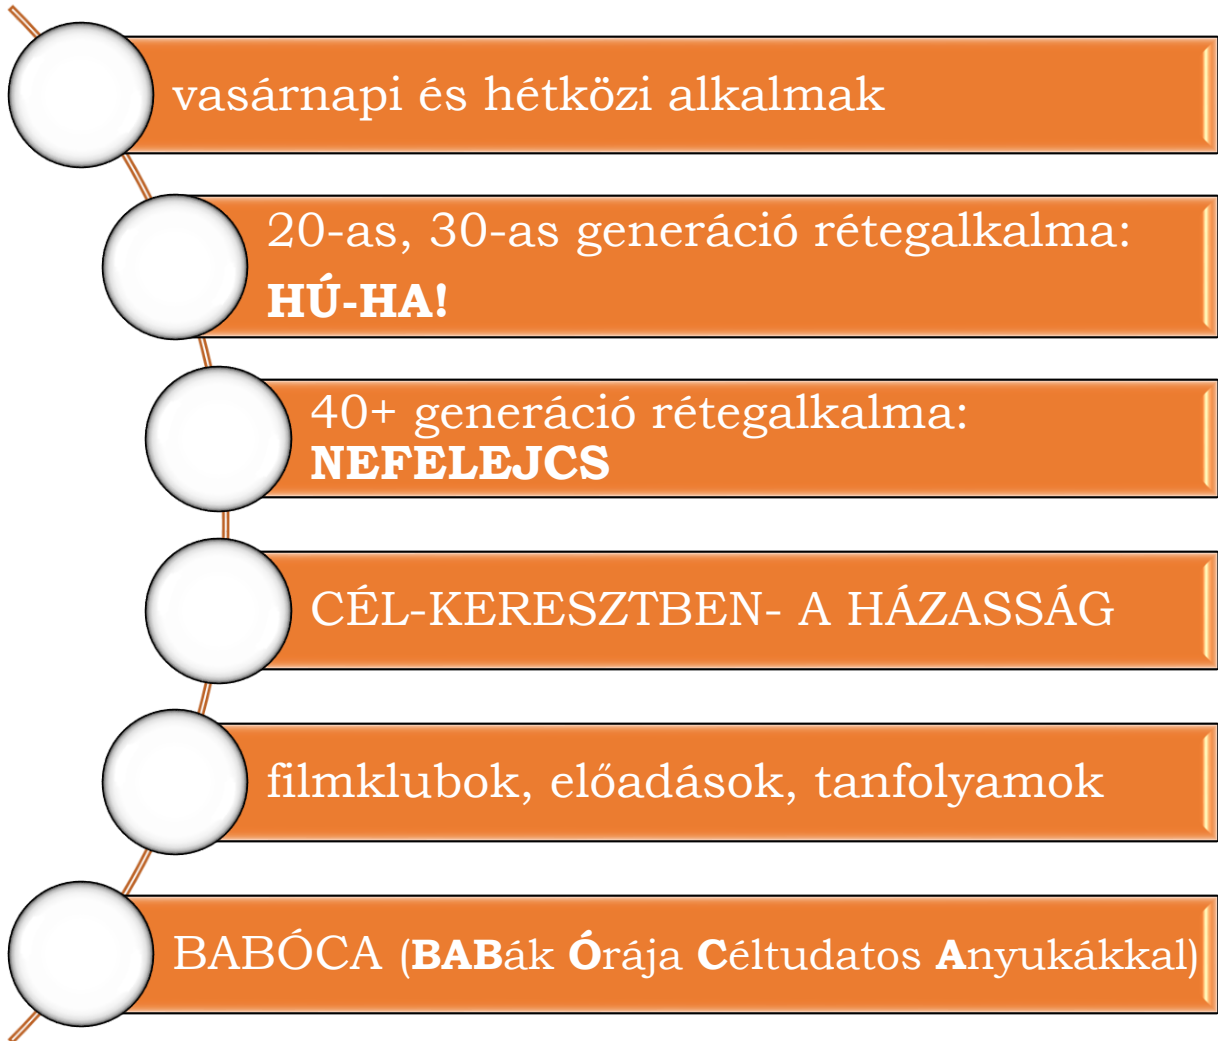 vasárnapi és hétközi alkalmak
20-as, 30-as generáció rétegalkalma:
HÚ-HA!
40+ generáció rétegalkalma:
NEFELEJCS
CÉL-KERESZTBEN- A HÁZASSÁG
filmklubok, előadások, tanfolyamok
BABÓCA (BABák Órája Céltudatos Anyukákkal)